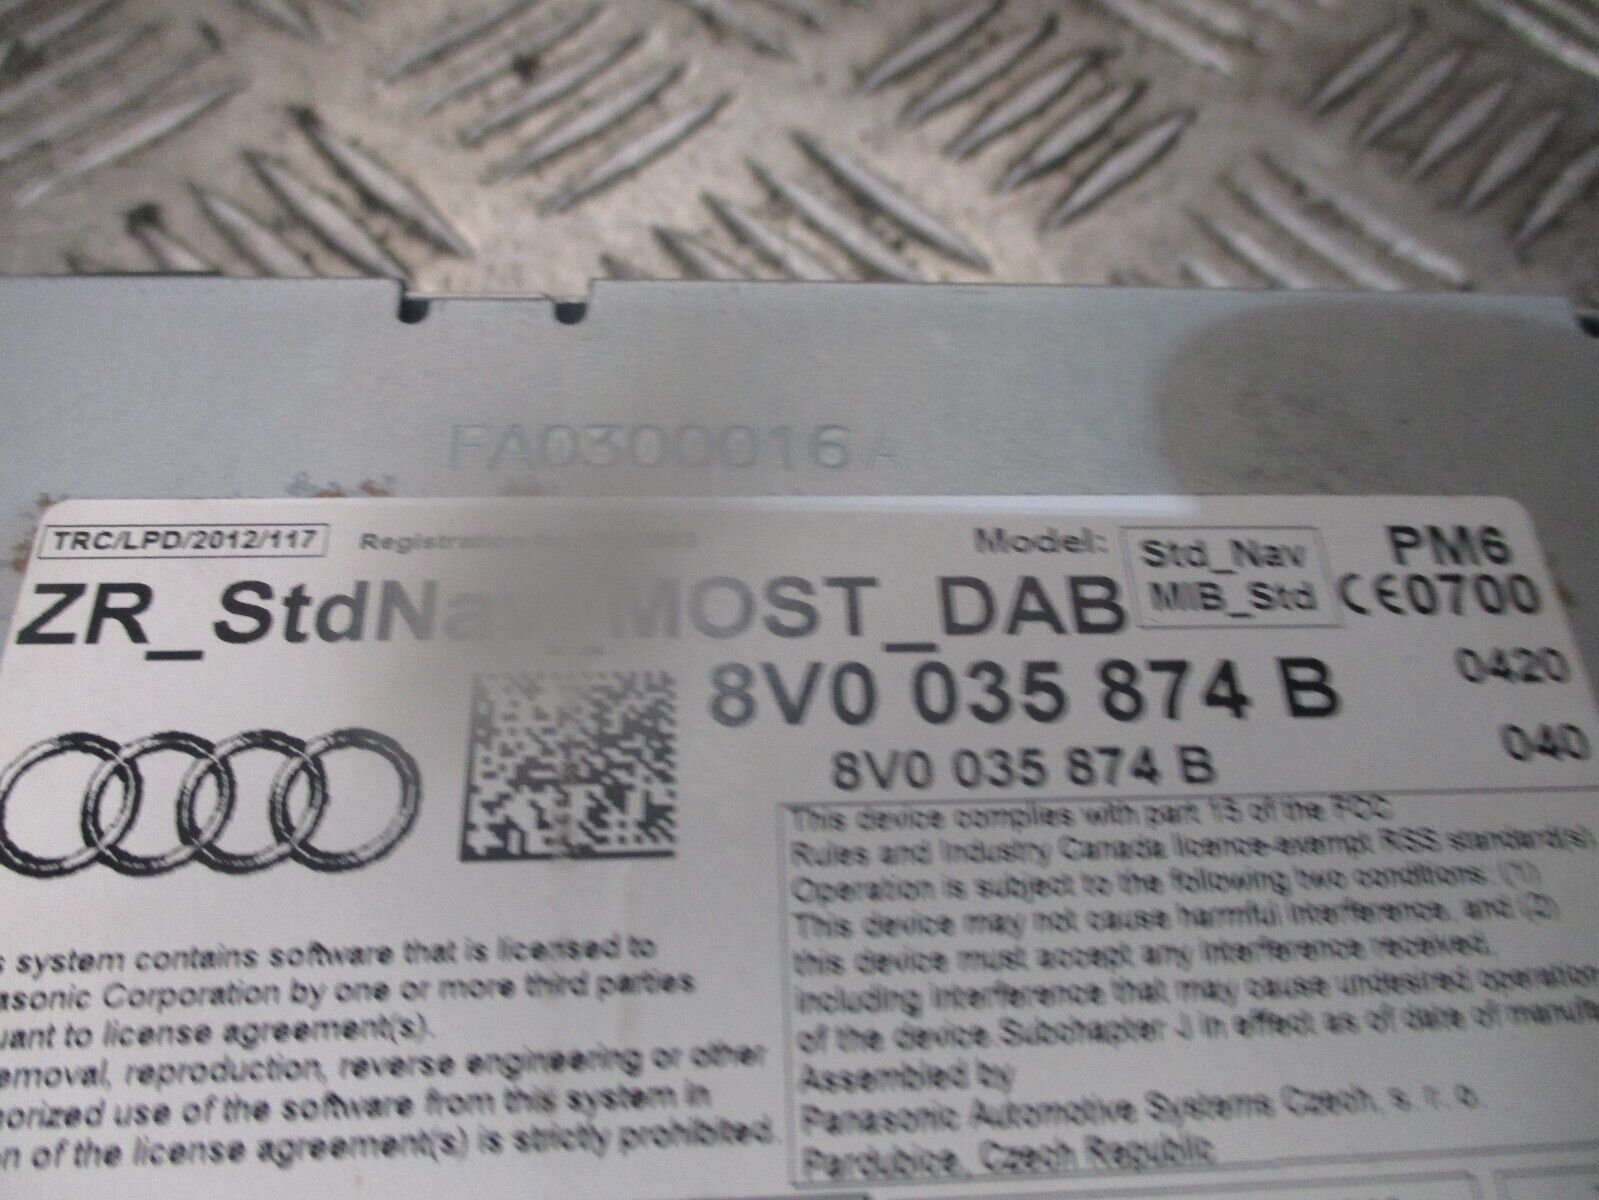 FA0300016 A
TRC/LPD/2012/117
Model: Std_Nav MIB_Std
PM6
CE0700
MOST_DAB
ZR_StdNav
8V0 035 874 B
0420
8V0 035 874 B
040
This device complies with part 15 of the FCC
Rules and Industry Canada licence-exempt RSS standard(s).
Operation is subject to the following two conditions: (1)
This device may not cause harmful interference, and (2)
this device must accept any interference received,
including interference that may cause undesired operation
of the device. Subchapter J in effect as of date of manufa
Assembled by
Panasonic Automotive Systems Czech, s. r. o.
Pardubice, Czech Republic
s system contains software that is licensed to
asonic Corporation by one or more third parties
uant to license agreement(s).
emoval, reproduction, reverse engineering or other
horized use of the software from this system in
on of the license agreement(s) is strictly prohibited.